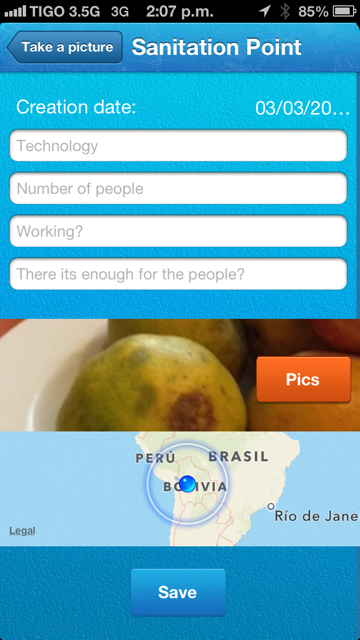 TIGO 3.5G 3G 2:07 p.m. 85%
Take a picture
Sanitation Point
Creation date: 03/03/20...
Technology
Number of people
Working?
There its enough for the people?
Pics
PERÚ
BRASIL
BOLIVIA
Río de Jane
Legal
Save